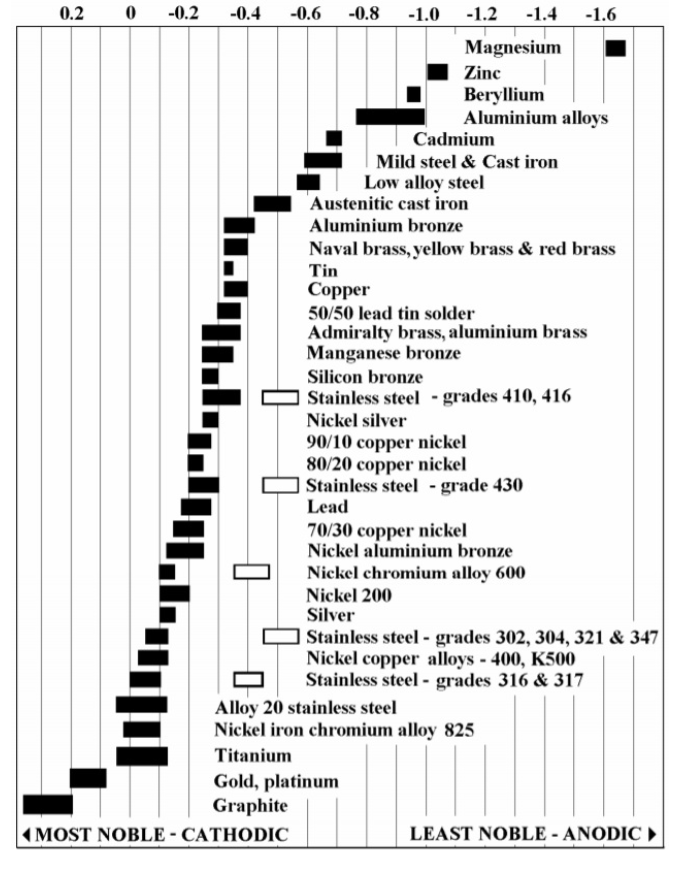 0.2 0 -0.2 -0.4 -0.6 -0.8 -1.0 -1.2 -1.4 -1.6
Magnesium
Zinc
Beryllium
Aluminium alloys
Cadmium
Mild steel & Cast iron
Low alloy steel
Austenitic cast iron
Aluminium bronze
Naval brass, yellow brass & red brass
Tin
Copper
50/50 lead tin solder
Admiralty brass, aluminium brass
Manganese bronze
Silicon bronze
Stainless steel - grades 410, 416
Nickel silver
90/10 copper nickel
80/20 copper nickel
Stainless steel - grade 430
Lead
70/30 copper nickel
Nickel aluminium bronze
Nickel chromium alloy 600
Nickel 200
Silver
Stainless steel - grades 302, 304, 321 & 347
Nickel copper alloys - 400, K500
Stainless steel - grades 316 & 317
Alloy 20 stainless steel
Nickel iron chromium alloy 825
Titanium
Gold, platinum
Graphite
MOST NOBLE - CATHODIC LEAST NOBLE - ANODIC